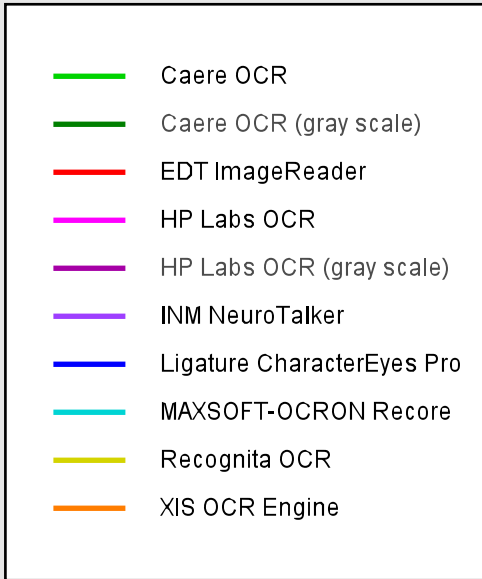 Caere OCR
Caere OCR (gray scale)
EDT ImageReader
HP Labs OCR
HP Labs OCR (gray scale)
INM NeuroTalker
Ligature CharacterEyes Pro
MAXSOFT-OCRON Recore
Recognita OCR
XIS OCR Engine